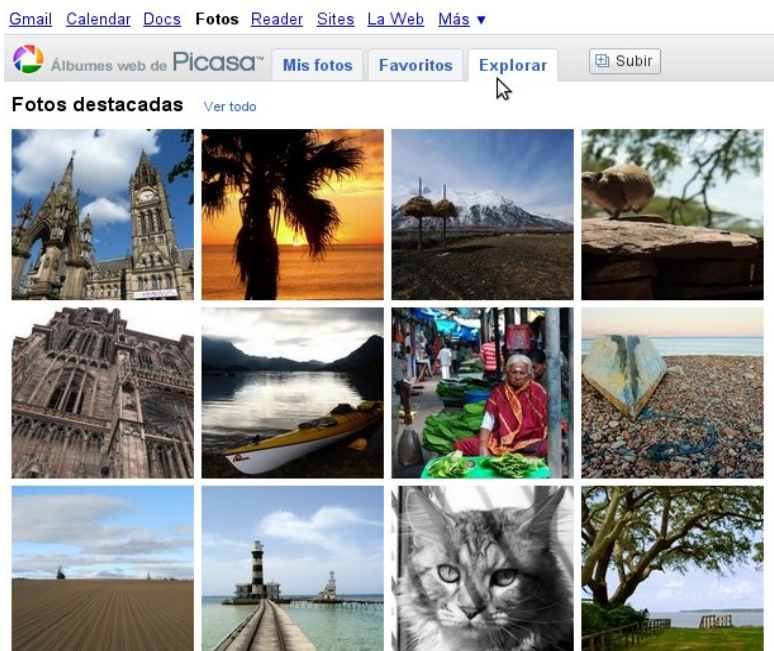 Gmail Calendar Docs Fotos Reader Sites La Web Más ▼
Álbumes web de Picasa™ Mis fotos Favoritos Explorar Subir
Fotos destacadas Ver todo